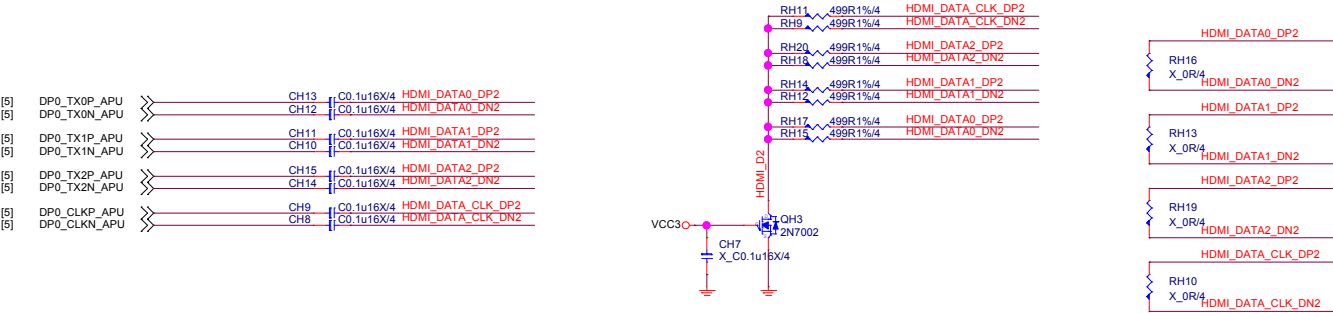 [5] DP0_TX0P_APU CH13 C0.1u16X/4 HDMI_DATA0_DP2
[5] DP0_TX0N_APU CH12 C0.1u16X/4 HDMI_DATA0_DN2
[5] DP0_TX1P_APU CH11 C0.1u16X/4 HDMI_DATA1_DP2
[5] DP0_TX1N_APU CH10 C0.1u16X/4 HDMI_DATA1_DN2
[5] DP0_TX2P_APU CH15 C0.1u16X/4 HDMI_DATA2_DP2
[5] DP0_TX2N_APU CH14 C0.1u16X/4 HDMI_DATA2_DN2
[5] DP0_CLKP_APU CH9 C0.1u16X/4 HDMI_DATA_CLK_DP2
[5] DP0_CLKN_APU CH8 C0.1u16X/4 HDMI_DATA_CLK_DN2
RH11 499R1%/4 HDMI_DATA_CLK_DP2
RH9 499R1%/4 HDMI_DATA_CLK_DN2
RH20 499R1%/4 HDMI_DATA2_DP2
RH18 499R1%/4 HDMI_DATA2_DN2
RH14 499R1%/4 HDMI_DATA1_DP2
RH12 499R1%/4 HDMI_DATA1_DN2
RH17 499R1%/4 HDMI_DATA0_DP2
RH15 499R1%/4 HDMI_DATA0_DN2
HDMI_D2
VCC3
QH3
2N7002
CH7
X_C0.1u16X/4
HDMI_DATA0_DP2
RH16
X_0R/4
HDMI_DATA0_DN2
HDMI_DATA1_DP2
RH13
X_0R/4
HDMI_DATA1_DN2
HDMI_DATA2_DP2
RH19
X_0R/4
HDMI_DATA2_DN2
HDMI_DATA_CLK_DP2
RH10
X_0R/4
HDMI_DATA_CLK_DN2